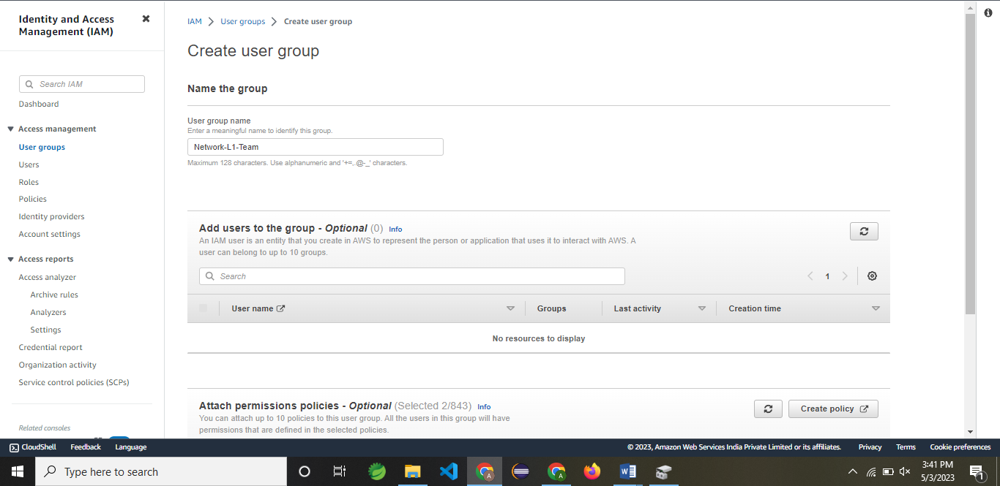 Identity and Access
Management (IAM)
Search IAM
Dashboard
Access management
User groups
Users
Roles
Policies
Identity providers
Account settings
Access reports
Access analyzer
Archive rules
Analyzers
Settings
Credential report
Organization activity
Service control policies (SCPs)
Related consoles
IAM > User groups > Create user group
Create user group
Name the group
User group name
Enter a meaningful name to identify this group.
Network-L1-Team
Maximum 128 characters. Use alphanumeric and '+=,.@-_' characters.
Add users to the group - Optional (0) Info
An IAM user is an entity that you create in AWS to represent the person or application that uses it to interact with AWS. A
user can belong to up to 10 groups.
Search
1
User name Groups Last activity Creation time
No resources to display
Attach permissions policies - Optional (Selected 2/843) Info
You can attach up to 10 policies to this user group. All the users in this group will have
permissions that are defined in the selected policies.
Create policy
CloudShell Feedback Language © 2023, Amazon Web Services India Private Limited or its affiliates. Privacy Terms Cookie preferences
Type here to search
3:41 PM
5/3/2023
1